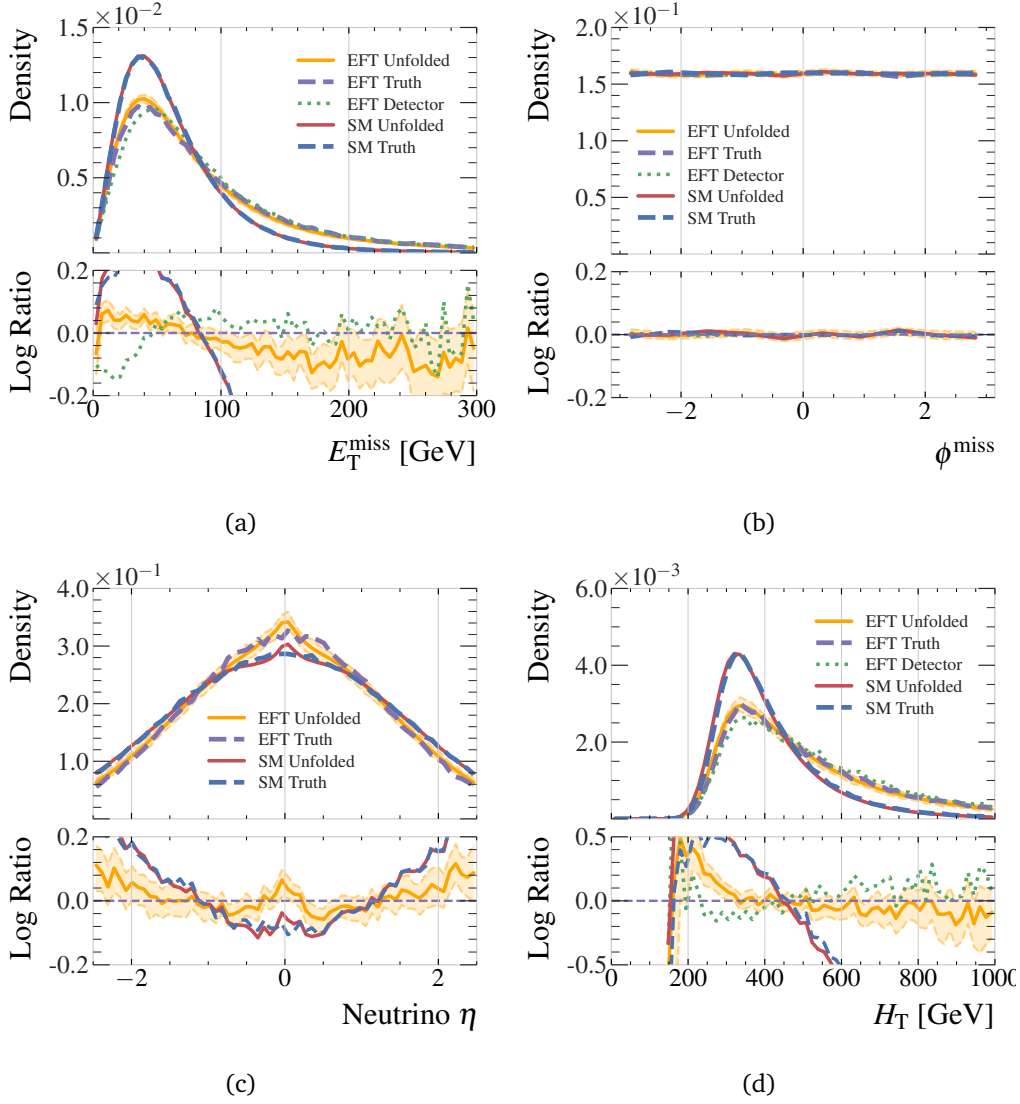 ×10⁻²
1.5
1.0
0.5
Density
EFT Unfolded
EFT Truth
EFT Detector
SM Unfolded
SM Truth
0.2
0.0
-0.2
Log Ratio
0 100 200 300
E_T^miss [GeV]
(a)
×10⁻¹
2.0
1.5
1.0
0.5
Density
EFT Unfolded
EFT Truth
EFT Detector
SM Unfolded
SM Truth
0.2
0.0
-0.2
Log Ratio
−2 0 2
ϕ^miss
(b)
×10⁻¹
4.0
3.0
2.0
1.0
Density
EFT Unfolded
EFT Truth
SM Unfolded
SM Truth
0.2
0.0
-0.2
Log Ratio
−2 0 2
Neutrino η
(c)
×10⁻³
6.0
4.0
2.0
Density
EFT Unfolded
EFT Truth
EFT Detector
SM Unfolded
SM Truth
0.5
0.0
-0.5
Log Ratio
0 200 400 600 800 1000
H_T [GeV]
(d)